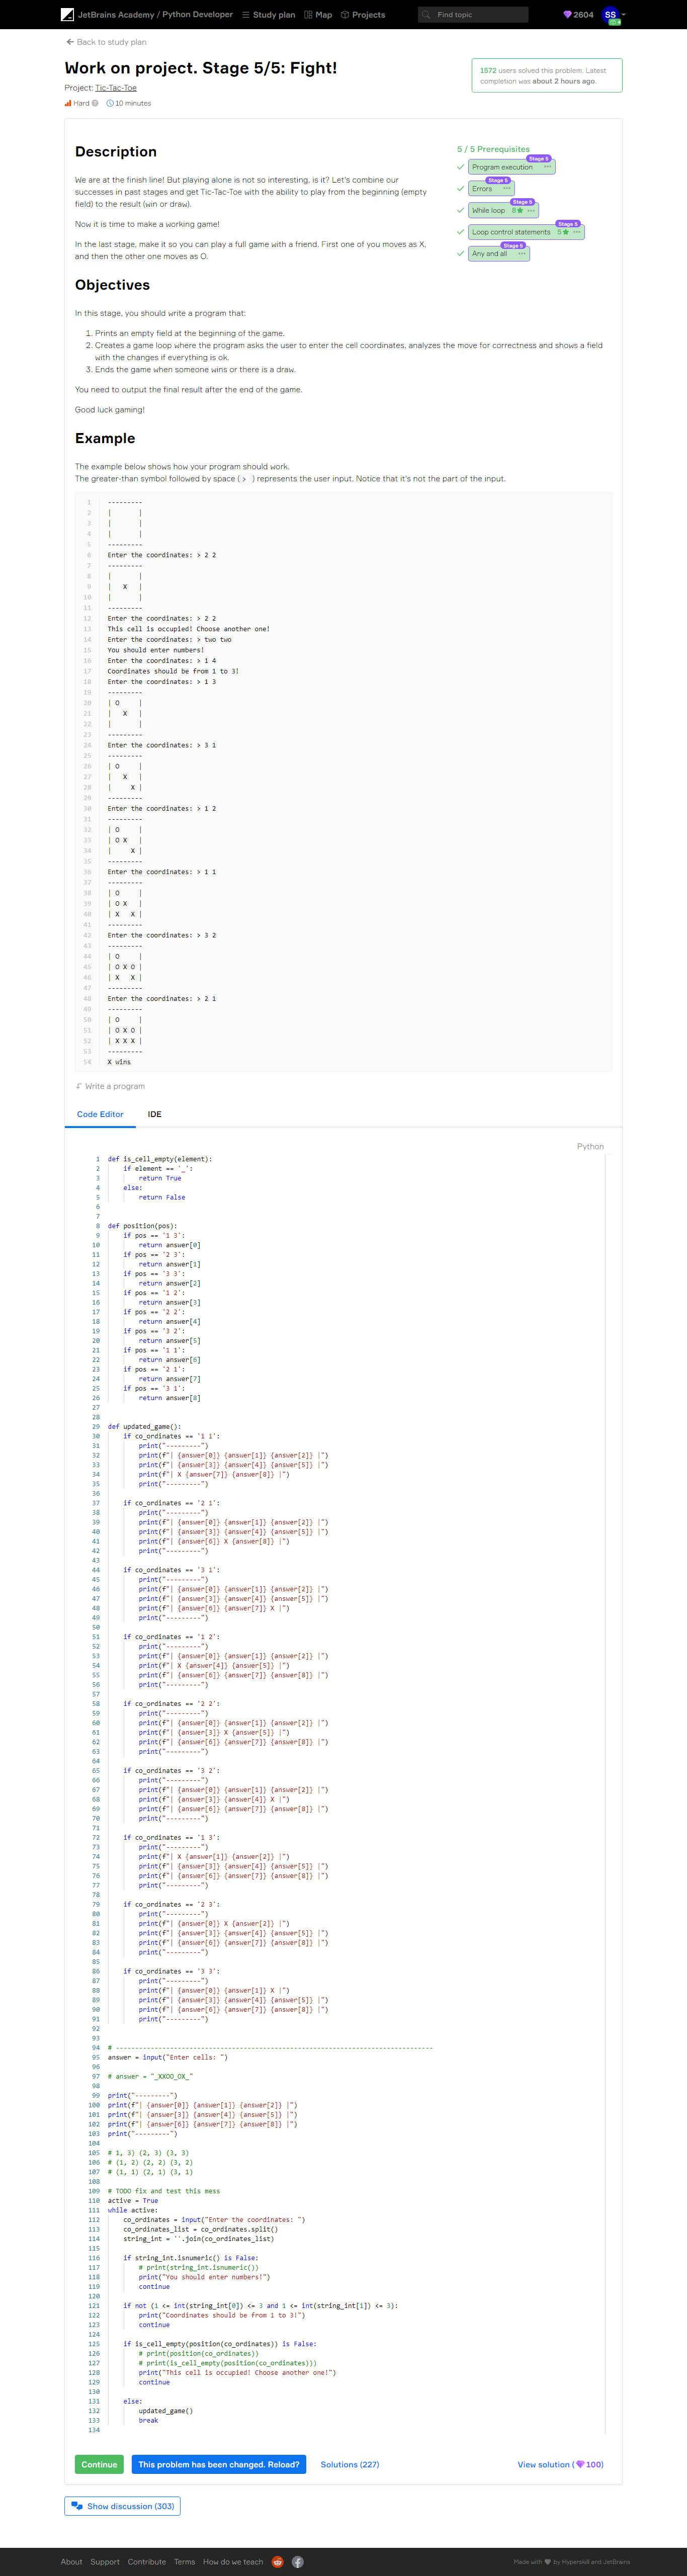 JetBrains Academy / Python Developer
Study plan
Map
Projects
Find topic
2604
SS
Back to study plan
Work on project. Stage 5/5: Fight!
Project: Tic-Tac-Toe
Hard
10 minutes
1572 users solved this problem. Latest
completion was about 2 hours ago.
Description
We are at the finish line! But playing alone is not so interesting, is it? Let's combine our
successes in past stages and get Tic-Tac-Toe with the ability to play from the beginning (empty
field) to the result (win or draw).
Now it is time to make a working game!
In the last stage, make it so you can play a full game with a friend. First one of you moves as X,
and then the other one moves as O.
5 / 5 Prerequisites
Stage 5
Program execution ...
Stage 5
Errors ...
Stage 5
While loop 8★ ...
Stage 5
Loop control statements 5★ ...
Stage 5
Any and all ...
Objectives
In this stage, you should write a program that:
1. Prints an empty field at the beginning of the game.
2. Creates a game loop where the program asks the user to enter the cell coordinates, analyzes the move for correctness and shows a field
with the changes if everything is ok.
3. Ends the game when someone wins or there is a draw.
You need to output the final result after the end of the game.
Good luck gaming!
Example
The example below shows how your program should work.
The greater-than symbol followed by space ( > ) represents the user input. Notice that it's not the part of the input.
1 ---------
2 |       |
3 |       |
4 |       |
5 ---------
6 Enter the coordinates: > 2 2
7 ---------
8 |       |
9 |   X   |
10 |       |
11 ---------
12 Enter the coordinates: > 2 2
13 This cell is occupied! Choose another one!
14 Enter the coordinates: > two two
15 You should enter numbers!
16 Enter the coordinates: > 1 4
17 Coordinates should be from 1 to 3!
18 Enter the coordinates: > 1 3
19 ---------
20 | O     |
21 |   X   |
22 |       |
23 ---------
24 Enter the coordinates: > 3 1
25 ---------
26 | O     |
27 |   X   |
28 |     X |
29 ---------
30 Enter the coordinates: > 1 2
31 ---------
32 | O     |
33 | O X   |
34 |     X |
35 ---------
36 Enter the coordinates: > 1 1
37 ---------
38 | O     |
39 | O X   |
40 | X   X |
41 ---------
42 Enter the coordinates: > 3 2
43 ---------
44 | O     |
45 | O X O |
46 | X   X |
47 ---------
48 Enter the coordinates: > 2 1
49 ---------
50 | O     |
51 | O X O |
52 | X X X |
53 ---------
54 X wins
Write a program
Code Editor
IDE
Python
1 def is_cell_empty(element):
2     if element == '_':
3         return True
4     else:
5         return False
6
7
8 def position(pos):
9     if pos == '1 3':
10         return answer[0]
11     if pos == '2 3':
12         return answer[1]
13     if pos == '3 3':
14         return answer[2]
15     if pos == '1 2':
16         return answer[3]
17     if pos == '2 2':
18         return answer[4]
19     if pos == '3 2':
20         return answer[5]
21     if pos == '1 1':
22         return answer[6]
23     if pos == '2 1':
24         return answer[7]
25     if pos == '3 1':
26         return answer[8]
27
28
29 def updated_game():
30     if co_ordinates == '1 1':
31         print("---------")
32         print(f"| {answer[0]} {answer[1]} {answer[2]} |")
33         print(f"| {answer[3]} {answer[4]} {answer[5]} |")
34         print(f"| X {answer[7]} {answer[8]} |")
35         print("---------")
36
37     if co_ordinates == '2 1':
38         print("---------")
39         print(f"| {answer[0]} {answer[1]} {answer[2]} |")
40         print(f"| {answer[3]} {answer[4]} {answer[5]} |")
41         print(f"| {answer[6]} X {answer[8]} |")
42         print("---------")
43
44     if co_ordinates == '3 1':
45         print("---------")
46         print(f"| {answer[0]} {answer[1]} {answer[2]} |")
47         print(f"| {answer[3]} {answer[4]} {answer[5]} |")
48         print(f"| {answer[6]} {answer[7]} X |")
49         print("---------")
50
51     if co_ordinates == '1 2':
52         print("---------")
53         print(f"| {answer[0]} {answer[1]} {answer[2]} |")
54         print(f"| X {answer[4]} {answer[5]} |")
55         print(f"| {answer[6]} {answer[7]} {answer[8]} |")
56         print("---------")
57
58     if co_ordinates == '2 2':
59         print("---------")
60         print(f"| {answer[0]} {answer[1]} {answer[2]} |")
61         print(f"| {answer[3]} X {answer[5]} |")
62         print(f"| {answer[6]} {answer[7]} {answer[8]} |")
63         print("---------")
64
65     if co_ordinates == '3 2':
66         print("---------")
67         print(f"| {answer[0]} {answer[1]} {answer[2]} |")
68         print(f"| {answer[3]} {answer[4]} X |")
69         print(f"| {answer[6]} {answer[7]} {answer[8]} |")
70         print("---------")
71
72     if co_ordinates == '1 3':
73         print("---------")
74         print(f"| X {answer[1]} {answer[2]} |")
75         print(f"| {answer[3]} {answer[4]} {answer[5]} |")
76         print(f"| {answer[6]} {answer[7]} {answer[8]} |")
77         print("---------")
78
79     if co_ordinates == '2 3':
80         print("---------")
81         print(f"| {answer[0]} X {answer[2]} |")
82         print(f"| {answer[3]} {answer[4]} {answer[5]} |")
83         print(f"| {answer[6]} {answer[7]} {answer[8]} |")
84         print("---------")
85
86     if co_ordinates == '3 3':
87         print("---------")
88         print(f"| {answer[0]} {answer[1]} X |")
89         print(f"| {answer[3]} {answer[4]} {answer[5]} |")
90         print(f"| {answer[6]} {answer[7]} {answer[8]} |")
91         print("---------")
92
93
94 # ----------------------------------------------------------------------------------
95 answer = input("Enter cells: ")
96
97 # answer = "_XXOO_OX_"
98
99 print("---------")
100 print(f"| {answer[0]} {answer[1]} {answer[2]} |")
101 print(f"| {answer[3]} {answer[4]} {answer[5]} |")
102 print(f"| {answer[6]} {answer[7]} {answer[8]} |")
103 print("---------")
104
105 # 1, 3) (2, 3) (3, 3)
106 # (1, 2) (2, 2) (3, 2)
107 # (1, 1) (2, 1) (3, 1)
108
109 # TODO fix and test this mess
110 active = True
111 while active:
112     co_ordinates = input("Enter the coordinates: ")
113     co_ordinates_list = co_ordinates.split()
114     string_int = ''.join(co_ordinates_list)
115
116     if string_int.isnumeric() is False:
117         # print(string_int.isnumeric())
118         print("You should enter numbers!")
119         continue
120
121     if not (1 <= int(string_int[0]) <= 3 and 1 <= int(string_int[1]) <= 3):
122         print("Coordinates should be from 1 to 3!")
123         continue
124
125     if is_cell_empty(position(co_ordinates)) is False:
126         # print(position(co_ordinates))
127         # print(is_cell_empty(position(co_ordinates)))
128         print("This cell is occupied! Choose another one!")
129         continue
130
131     else:
132         updated_game()
133         break
134
Continue
This problem has been changed. Reload?
Solutions (227)
View solution ( 100)
Show discussion (303)
About
Support
Contribute
Terms
How do we teach
Made with ♥ by Hyperskill and JetBrains